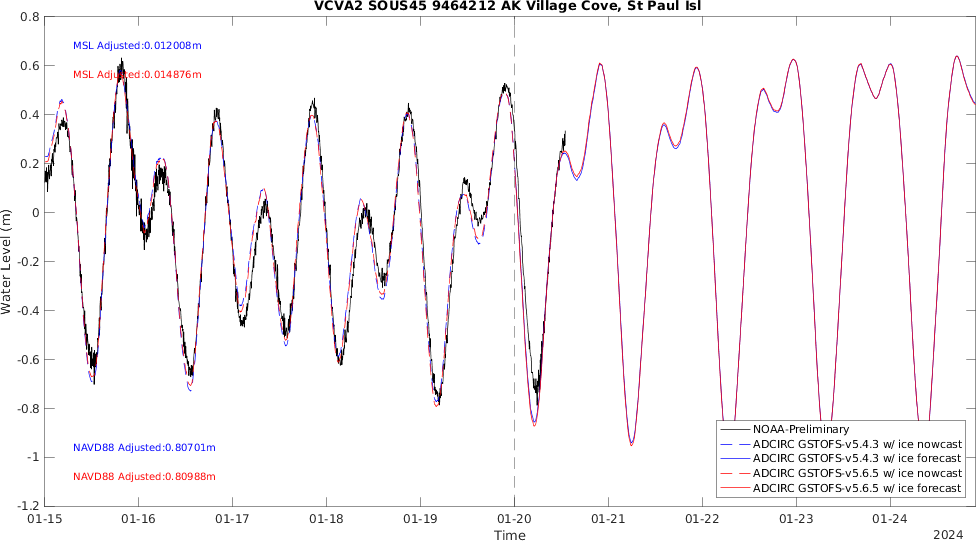 VCVA2 SOUS45 9464212 AK Village Cove, St Paul Isl
0.8
0.6
0.4
0.2
0
-0.2
-0.4
-0.6
-0.8
-1
-1.2
Water Level (m)
MSL Adjusted:0.012008m
MSL Adjusted:0.014876m
NAVD88 Adjusted:0.80701m
NAVD88 Adjusted:0.80988m
NOAA-Preliminary
ADCIRC GSTOFS-v5.4.3 w/ ice nowcast
ADCIRC GSTOFS-v5.4.3 w/ ice forecast
ADCIRC GSTOFS-v5.6.5 w/ ice nowcast
ADCIRC GSTOFS-v5.6.5 w/ ice forecast
01-15 01-16 01-17 01-18 01-19 01-20 01-21 01-22 01-23 01-24
Time
2024